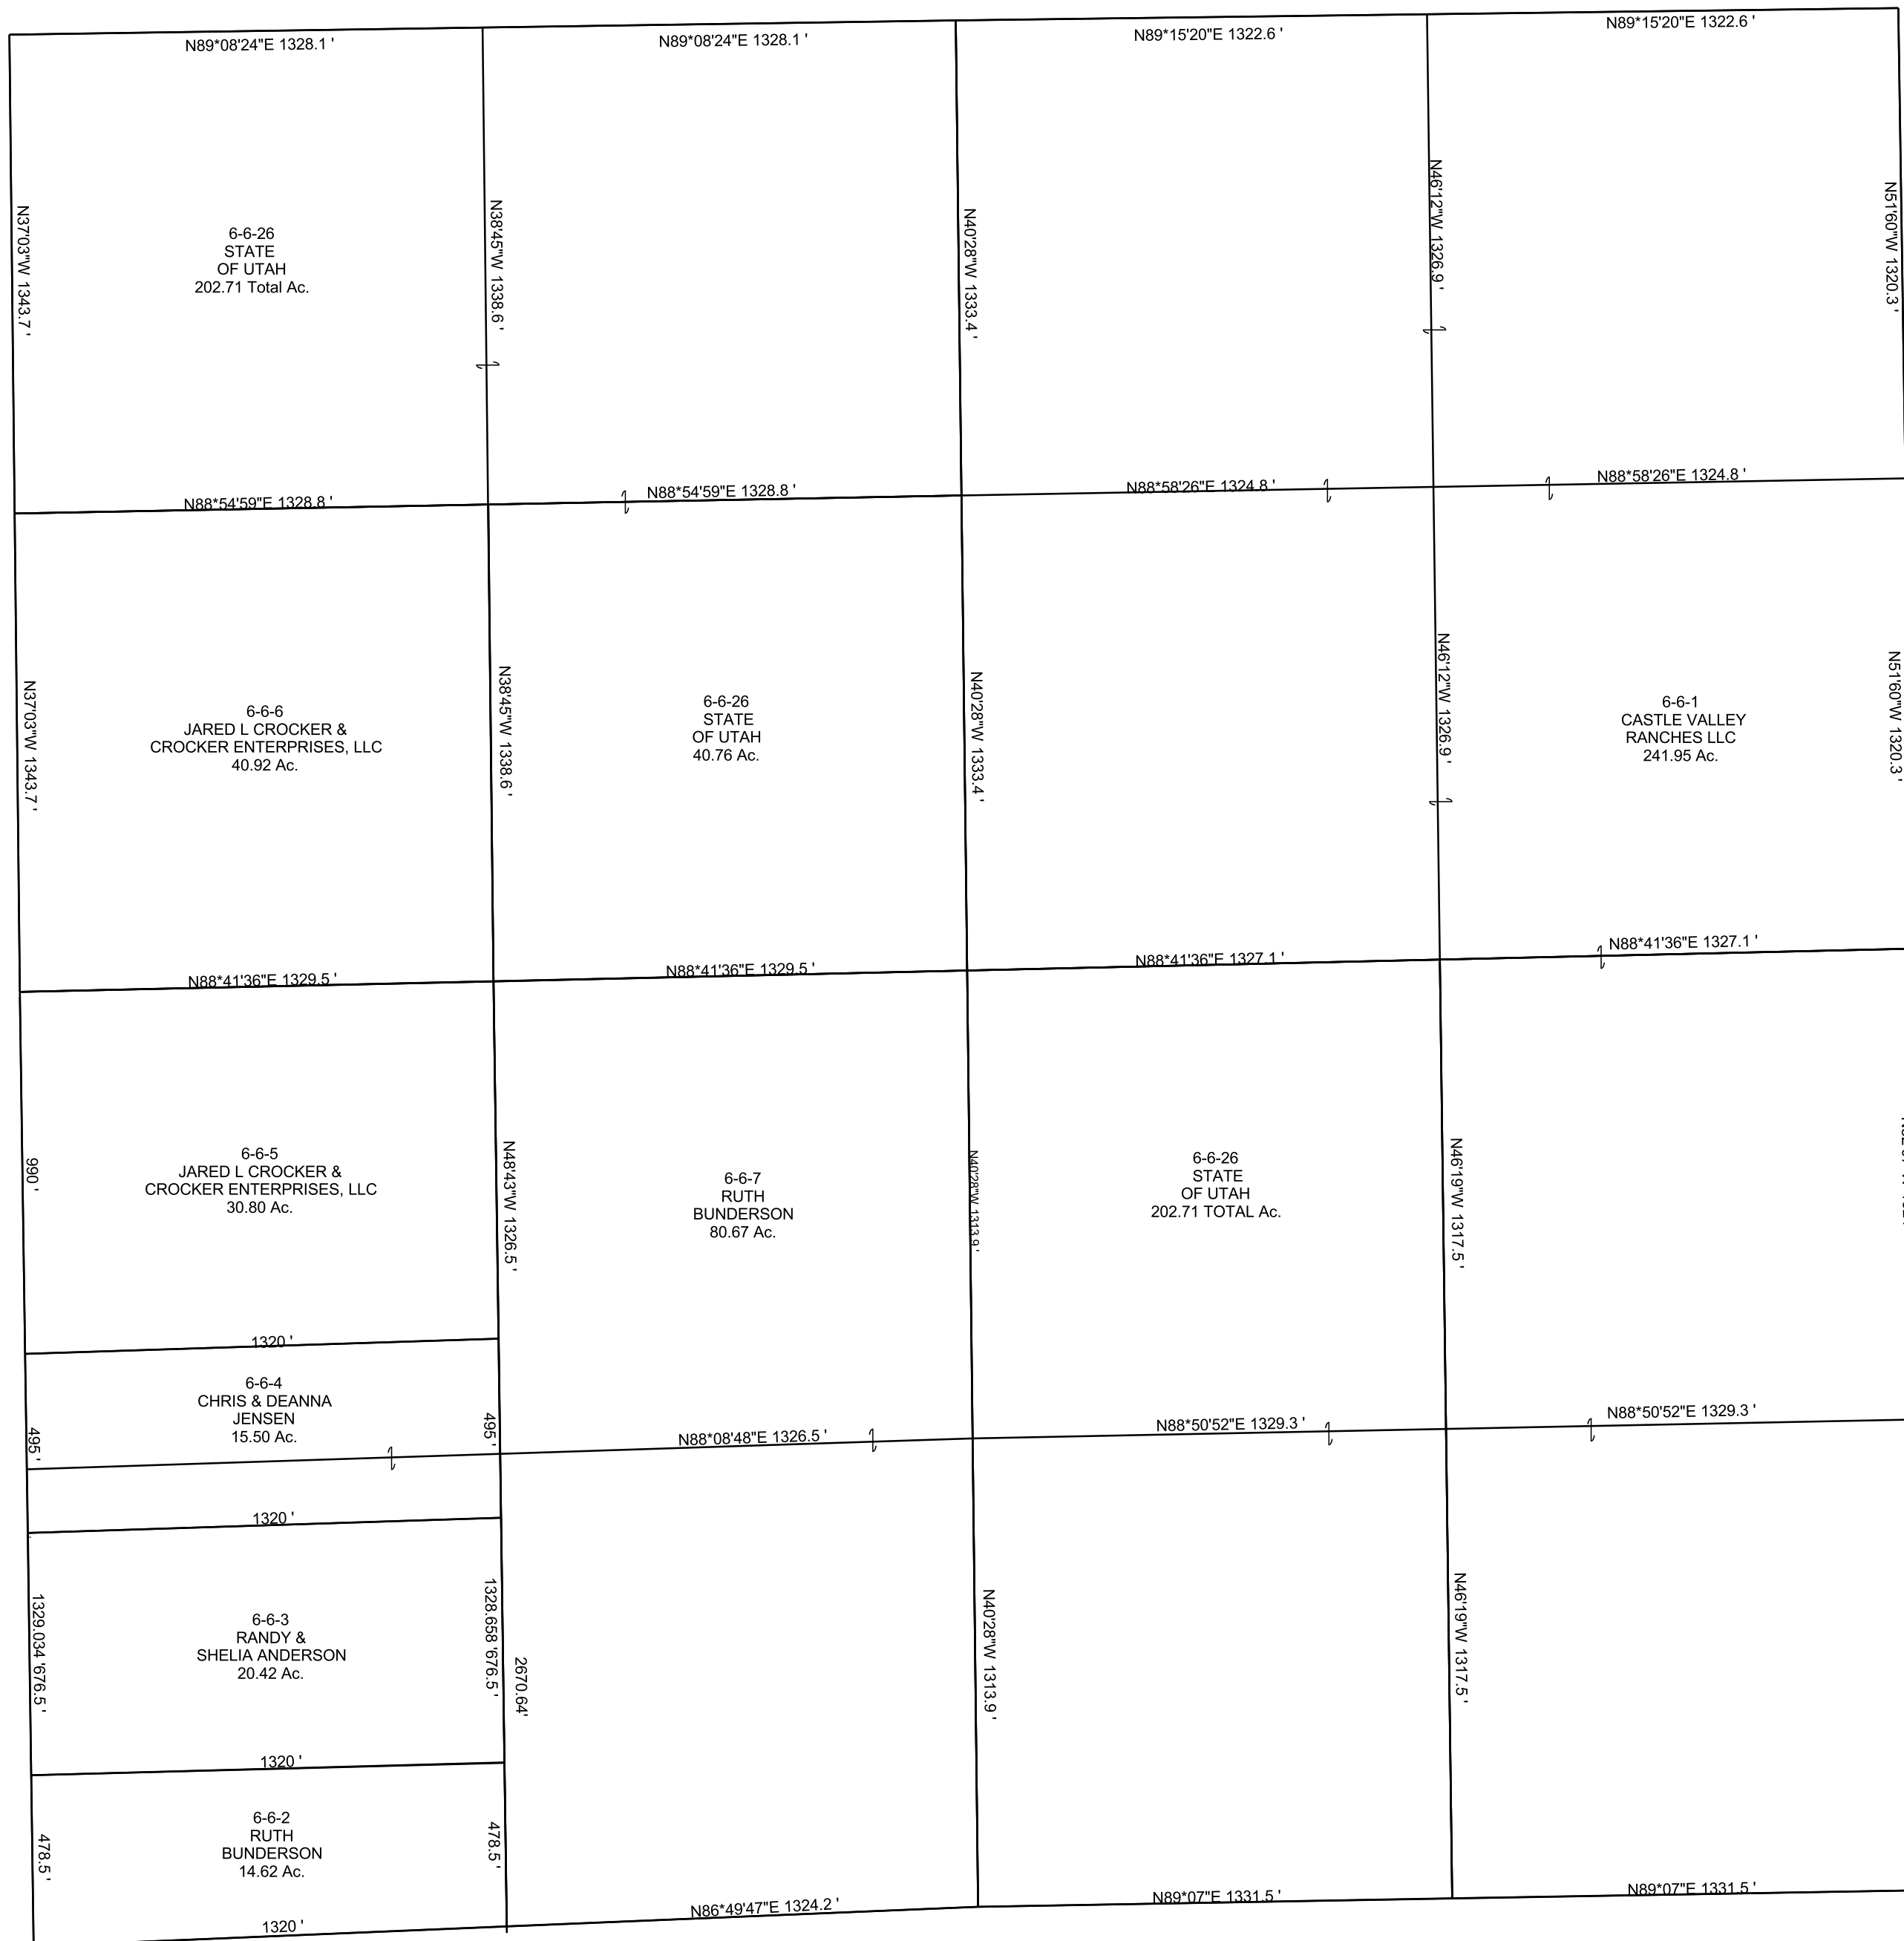 N89*08'24"E 1328.1 '
N89*08'24"E 1328.1 '
N89*15'20"E 1322.6 '
N89*15'20"E 1322.6 '
N37'03"W 1343.7 '
6-6-26
STATE
OF UTAH
202.71 Total Ac.
N38'45"W 1338.6 '
N40'28"W 1333.4 '
N46'12"W 1326.9 '
N51'60"W 1320.3 '
N88*54'59"E 1328.8 '
N88*54'59"E 1328.8 '
N88*58'26"E 1324.8 '
N88*58'26"E 1324.8 '
N37'03"W 1343.7 '
6-6-6
JARED L CROCKER &
CROCKER ENTERPRISES, LLC
40.92 Ac.
N38'45"W 1338.6 '
6-6-26
STATE
OF UTAH
40.76 Ac.
N40'28"W 1333.4 '
N46'12"W 1326.9 '
6-6-1
CASTLE VALLEY
RANCHES LLC
241.95 Ac.
N51'60"W 1320.3 '
N88*41'36"E 1329.5 '
N88*41'36"E 1329.5 '
N88*41'36"E 1327.1 '
N88*41'36"E 1327.1 '
990 '
6-6-5
JARED L CROCKER &
CROCKER ENTERPRISES, LLC
30.80 Ac.
N48'43"W 1326.5 '
6-6-7
RUTH
BUNDERSON
80.67 Ac.
N40'28"W 1313.9 '
6-6-26
STATE
OF UTAH
202.71 TOTAL Ac.
N46'19"W 1317.5 '
1320 '
495 '
6-6-4
CHRIS & DEANNA
JENSEN
15.50 Ac.
495 '
N88*08'48"E 1326.5 '
N88*50'52"E 1329.3 '
N88*50'52"E 1329.3 '
1320 '
1329.034 '676.5 '
6-6-3
RANDY &
SHELIA ANDERSON
20.42 Ac.
1328.658 '676.5 '
2670.64'
N40'28"W 1313.9 '
N46'19"W 1317.5 '
1320 '
478.5 '
6-6-2
RUTH
BUNDERSON
14.62 Ac.
478.5 '
1320 '
N86*49'47"E 1324.2 '
N89*07"E 1331.5 '
N89*07"E 1331.5 '